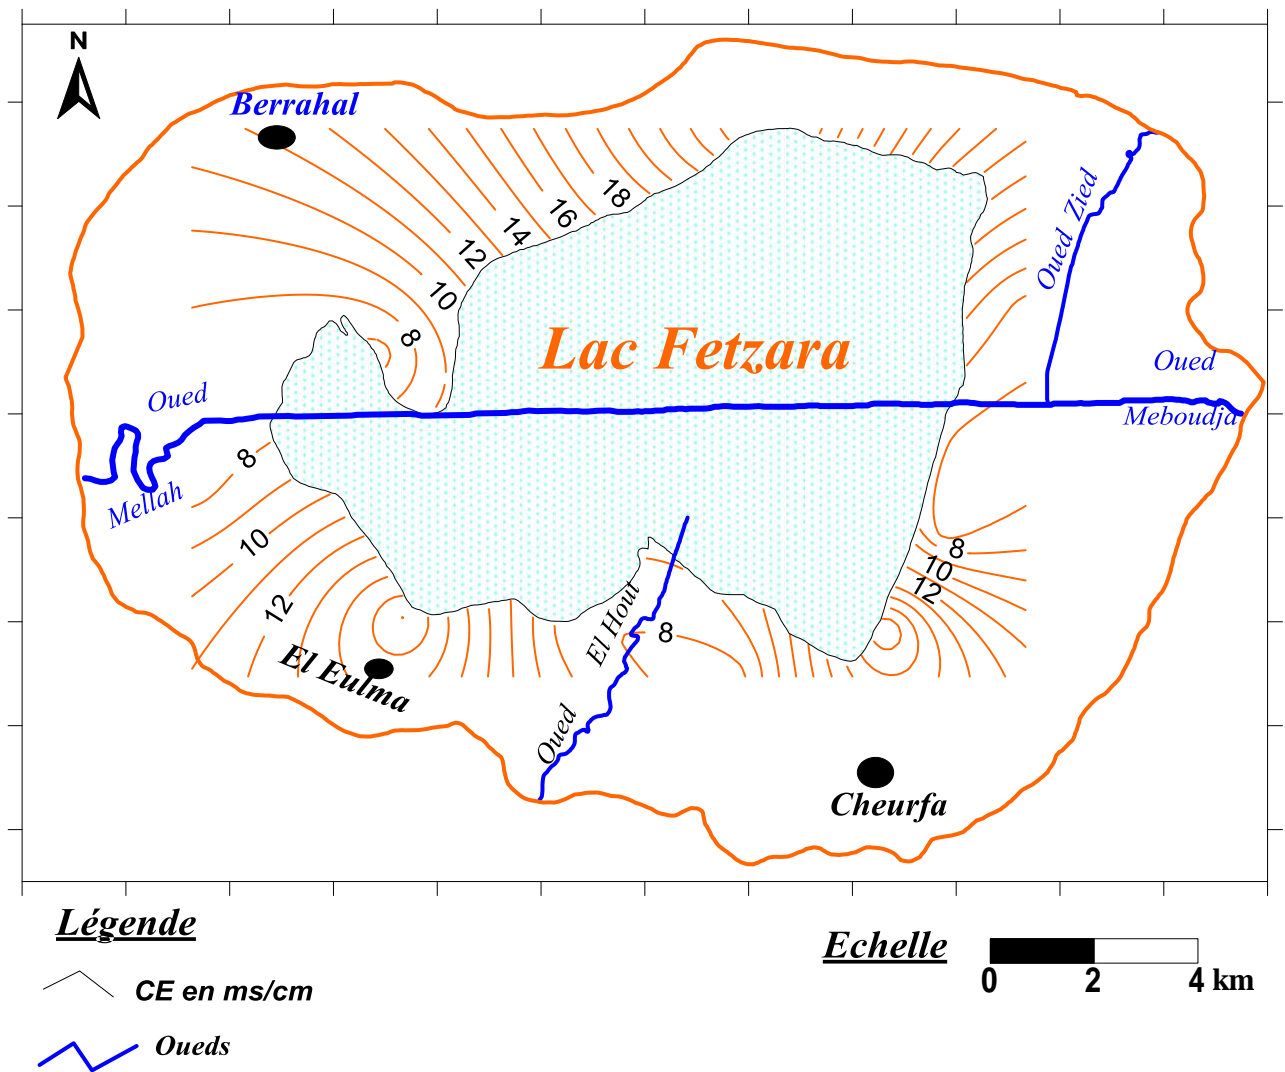 N
Berrahal
18
16
14
12
10
8
Oued Zied
Lac Fetzara
Oued
Meboudja
Oued
Mellah
8
10
12
8
10
12
El Hout
8
Oued
El Eulma
Cheurfa
Légende
CE en ms/cm
Oueds
Echelle
0 2 4 km